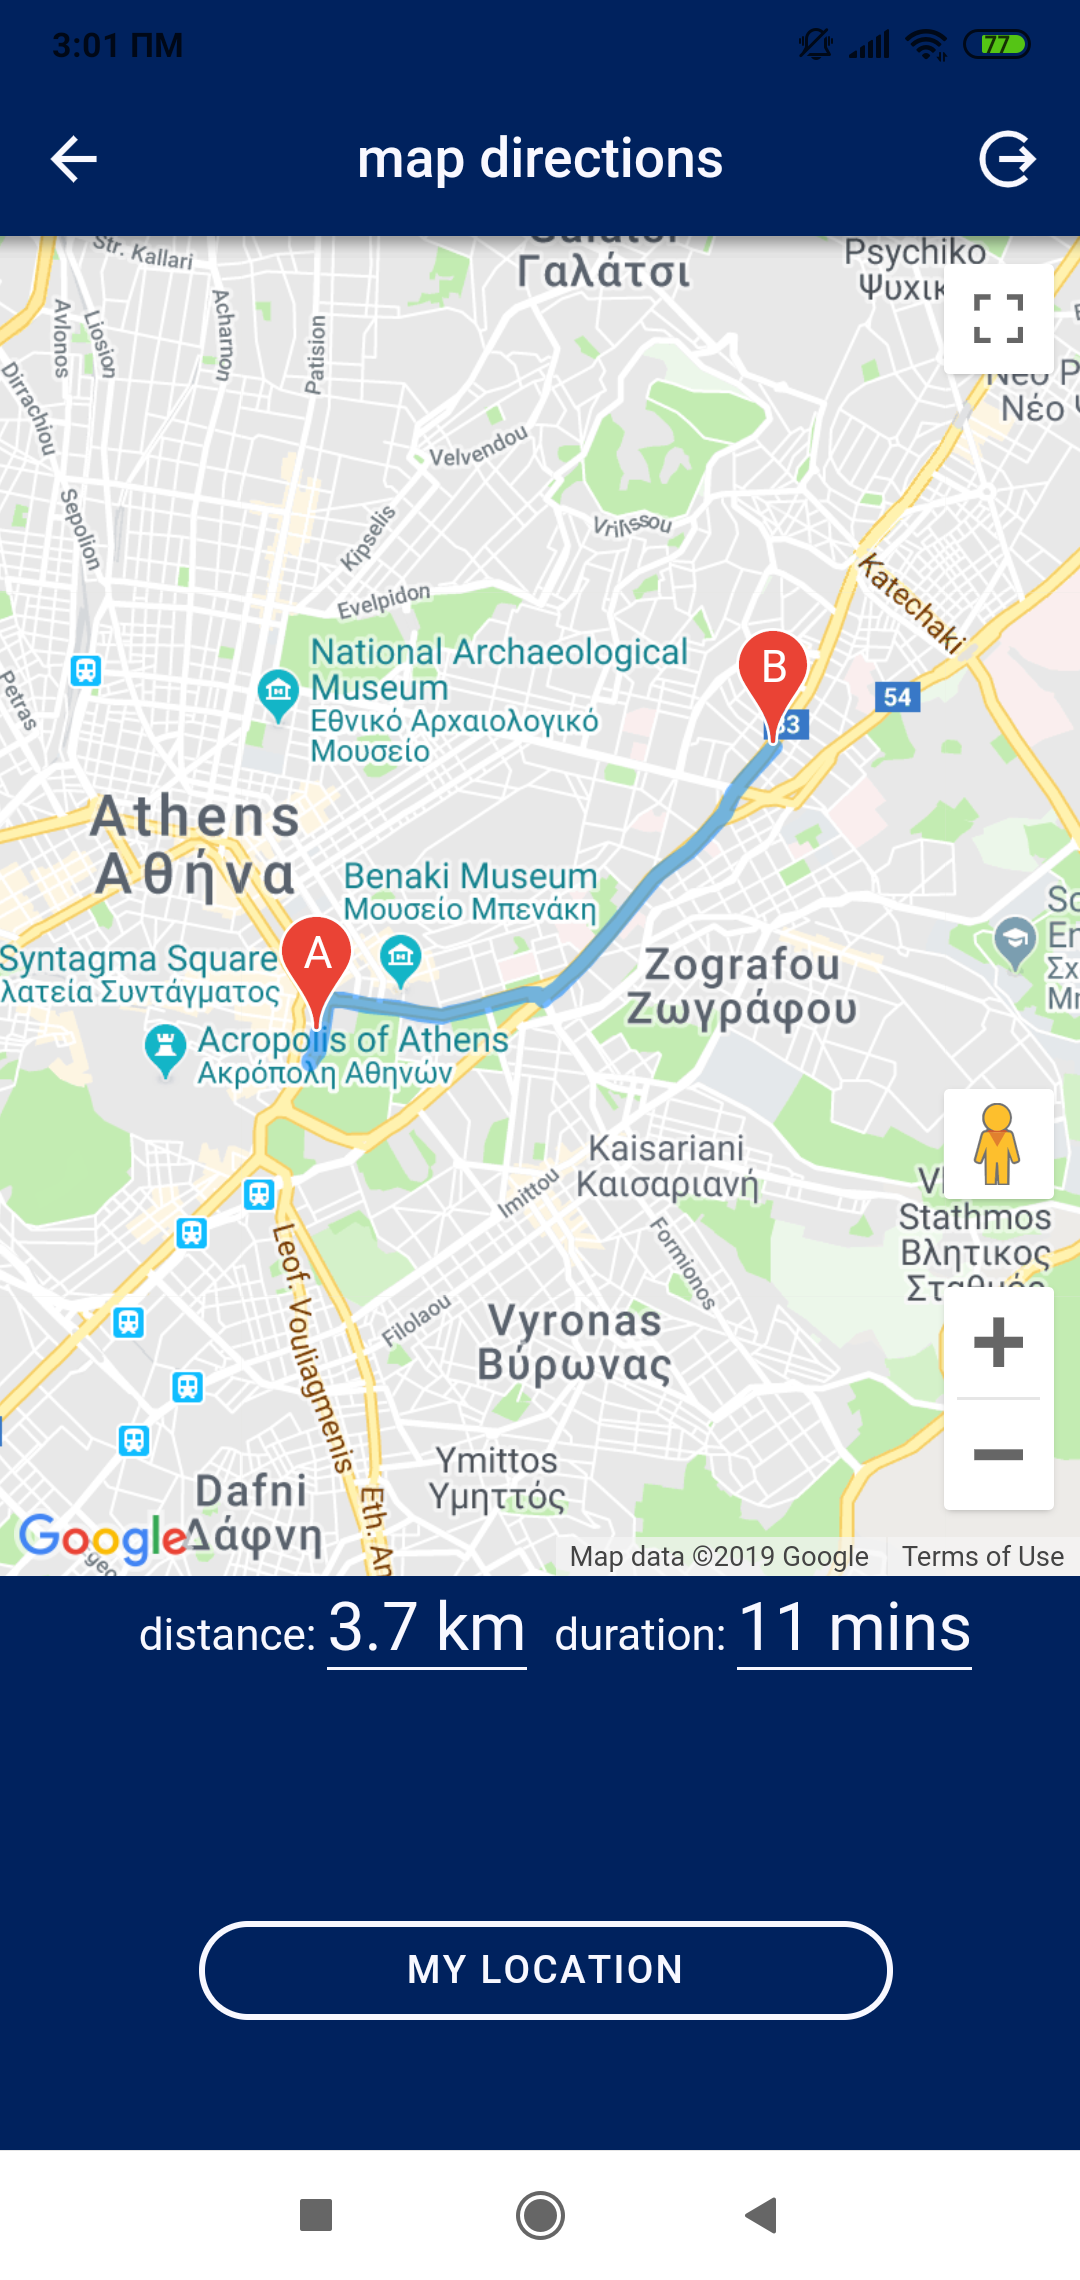 3:01 ΠΜ
77
map directions
Str. Kallari
Γαλάτσι
Psychiko
Avlonos
Liosion
Acharnon
Patision
Dirrachiou
Νέο
Velvendou
Sepolion
Kipselis
Vrilissou
Evelpidon
Katechaki
National Archaeological
Museum
Εθνικό Αρχαιολογικό
Μουσείο
B
54
Petras
Athens
Αθήνα
Benaki Museum
Μουσείο Μπενάκη
A
Syntagma Square
λατεία Συντάγματος
Zografou
Ζωγράφου
Acropolis of Athens
Ακρόπολη Αθηνών
Kaisariani
Καισαριανή
Imittou
Formionos
Stathmos
Βλητικος
Leof. Vouliagmenis
Filolaou
Vyronas
Βύρωνας
Ymittos
Υμηττός
Dafni
Δάφνη
Eth. An
Google
Map data ©2019 Google
Terms of Use
distance: 3.7 km duration: 11 mins
MY LOCATION